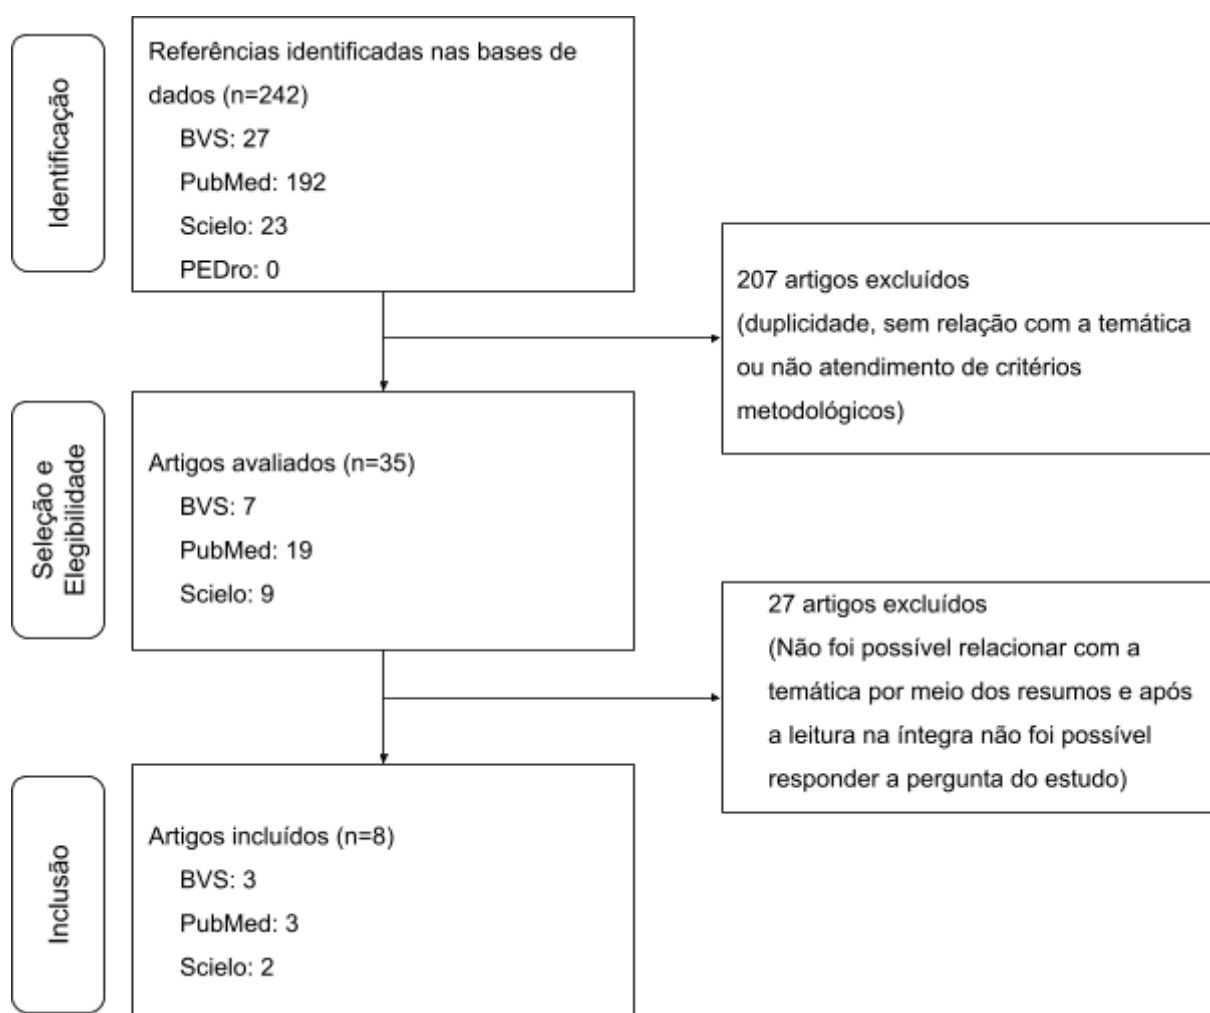 Identificação
Referências identificadas nas bases de
dados (n=242)
BVS: 27
PubMed: 192
Scielo: 23
PEDro: 0
207 artigos excluídos
(duplicidade, sem relação com a temática
ou não atendimento de critérios
metodológicos)
Seleção e
Elegibilidade
Artigos avaliados (n=35)
BVS: 7
PubMed: 19
Scielo: 9
27 artigos excluídos
(Não foi possível relacionar com a
temática por meio dos resumos e após
a leitura na íntegra não foi possível
responder a pergunta do estudo)
Inclusão
Artigos incluídos (n=8)
BVS: 3
PubMed: 3
Scielo: 2